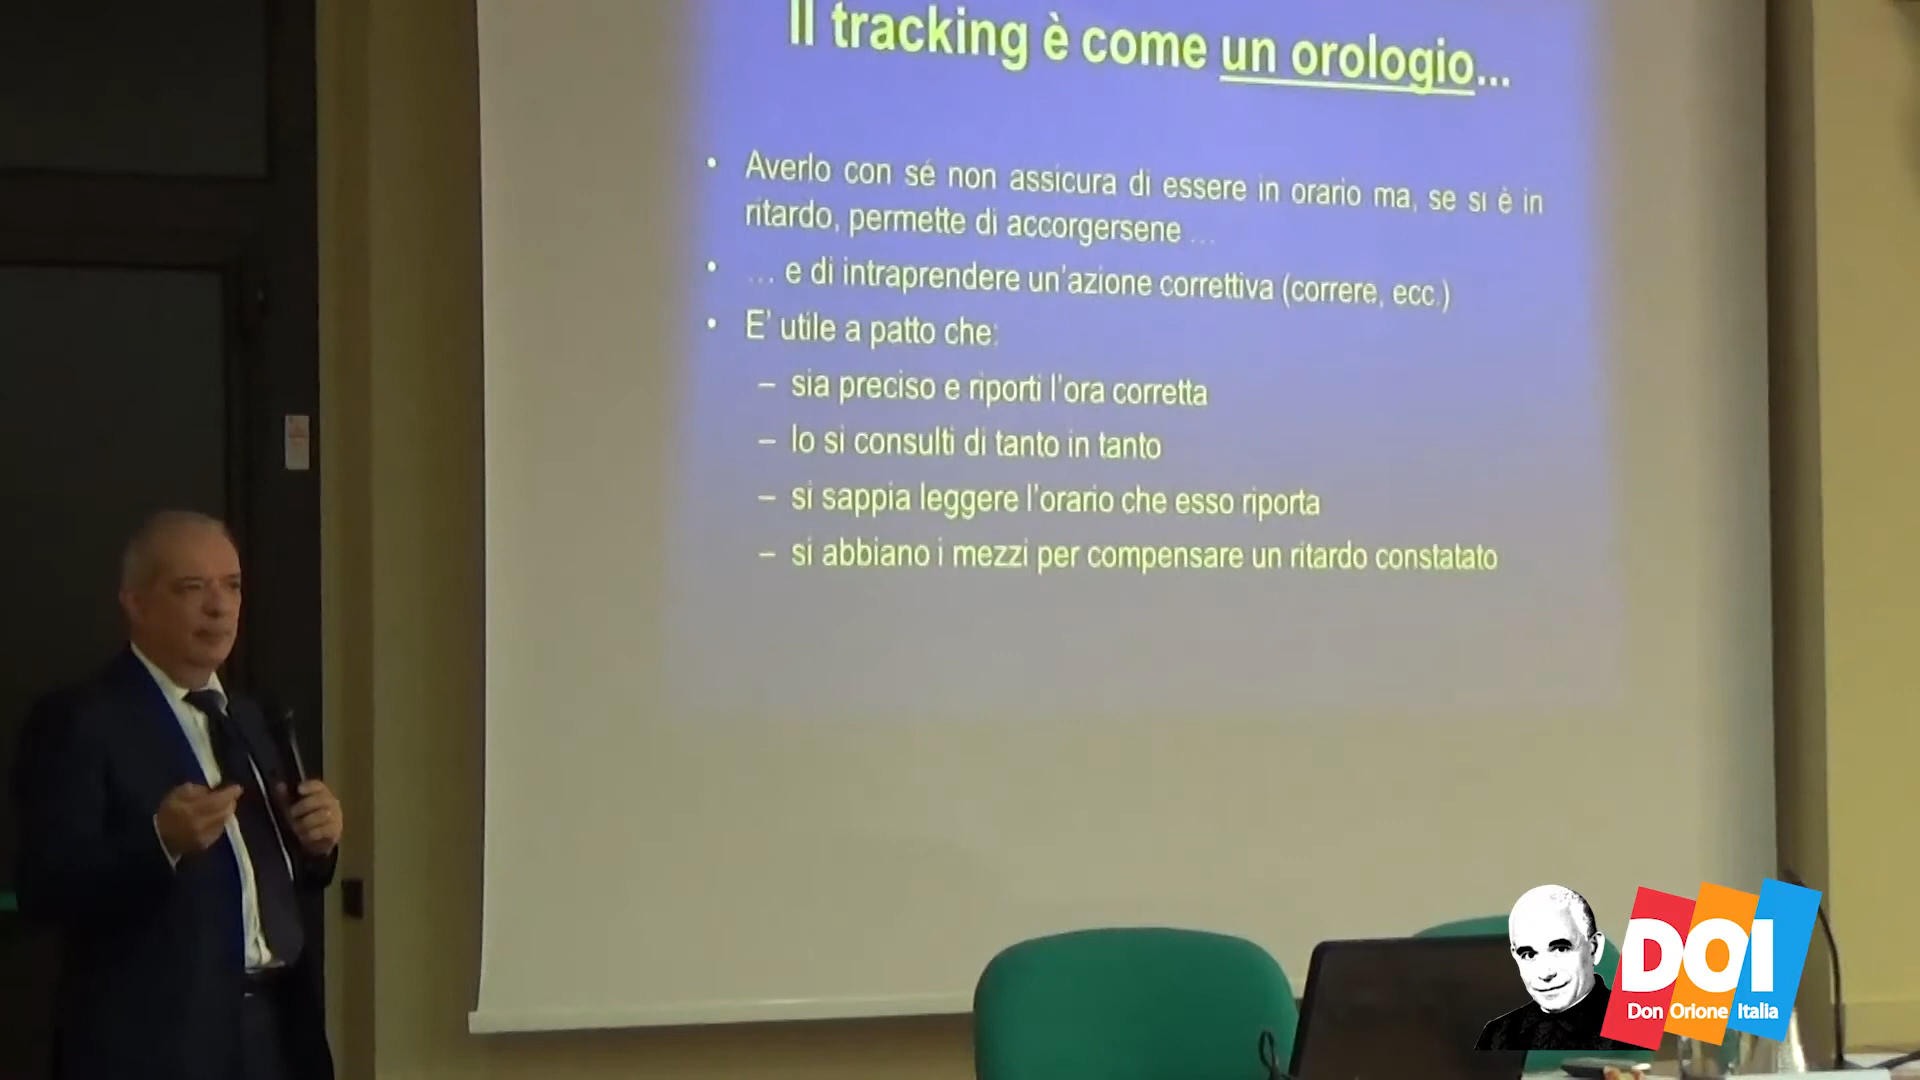 Il tracking è come un orologio...
• Averlo con sé non assicura di essere in orario ma, se si è in
ritardo, permette di accorgersene ...
• ... e di intraprendere un'azione correttiva (correre, ecc.)
• E' utile a patto che:
– sia preciso e riporti l'ora corretta
– lo si consulti di tanto in tanto
– si sappia leggere l'orario che esso riporta
– si abbiano i mezzi per compensare un ritardo constatato
DOI
Don Orione Italia